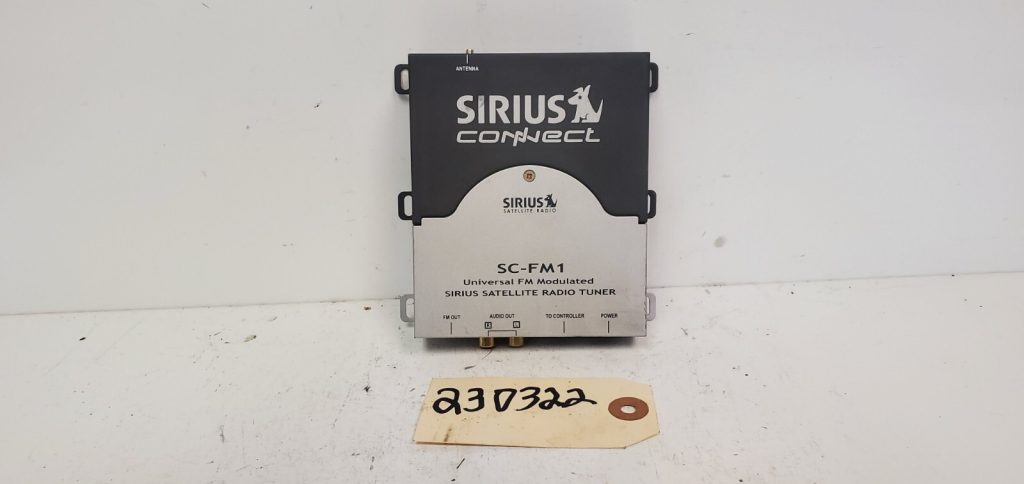 ANTENNA
SIRIUS
connect
SIRIUS
SATELLITE RADIO
SC-FM1
Universal FM Modulated
SIRIUS SATELLITE RADIO TUNER
FM OUT AUDIO OUT TO CONTROLLER POWER
R L
230322